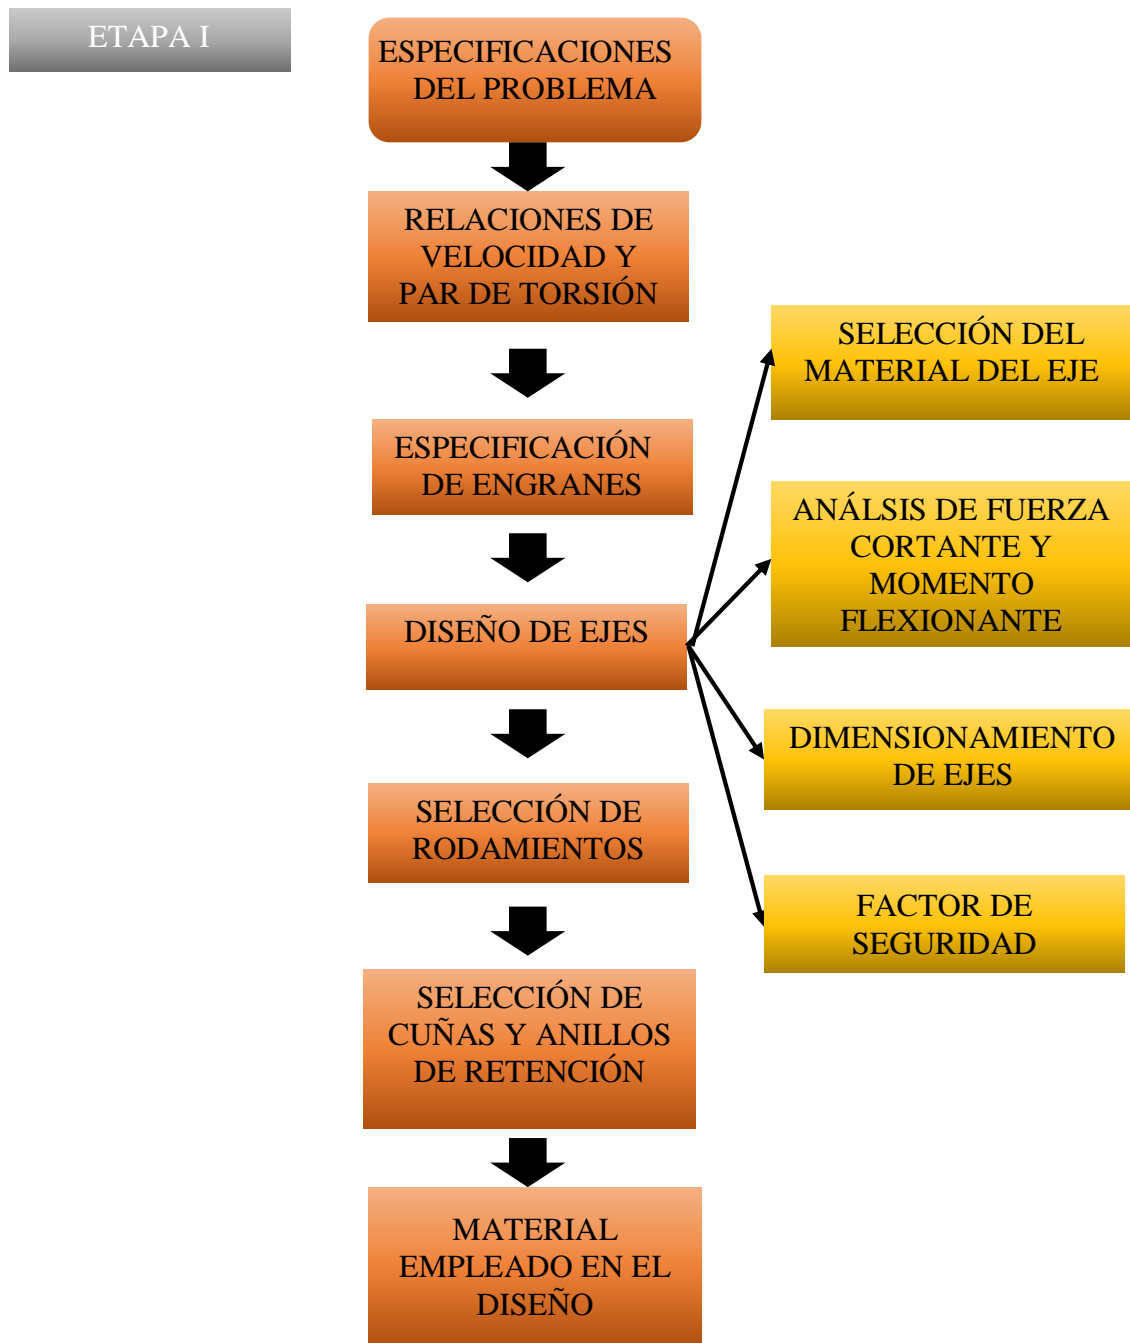 ETAPA I
ESPECIFICACIONES
DEL PROBLEMA
RELACIONES DE
VELOCIDAD Y
PAR DE TORSIÓN
ESPECIFICACIÓN
DE ENGRANES
DISEÑO DE EJES
SELECCIÓN DEL
MATERIAL DEL EJE
ANÁLSIS DE FUERZA
CORTANTE Y
MOMENTO
FLEXIONANTE
DIMENSIONAMIENTO
DE EJES
FACTOR DE
SEGURIDAD
SELECCIÓN DE
RODAMIENTOS
SELECCIÓN DE
CUÑAS Y ANILLOS
DE RETENCIÓN
MATERIAL
EMPLEADO EN EL
DISEÑO